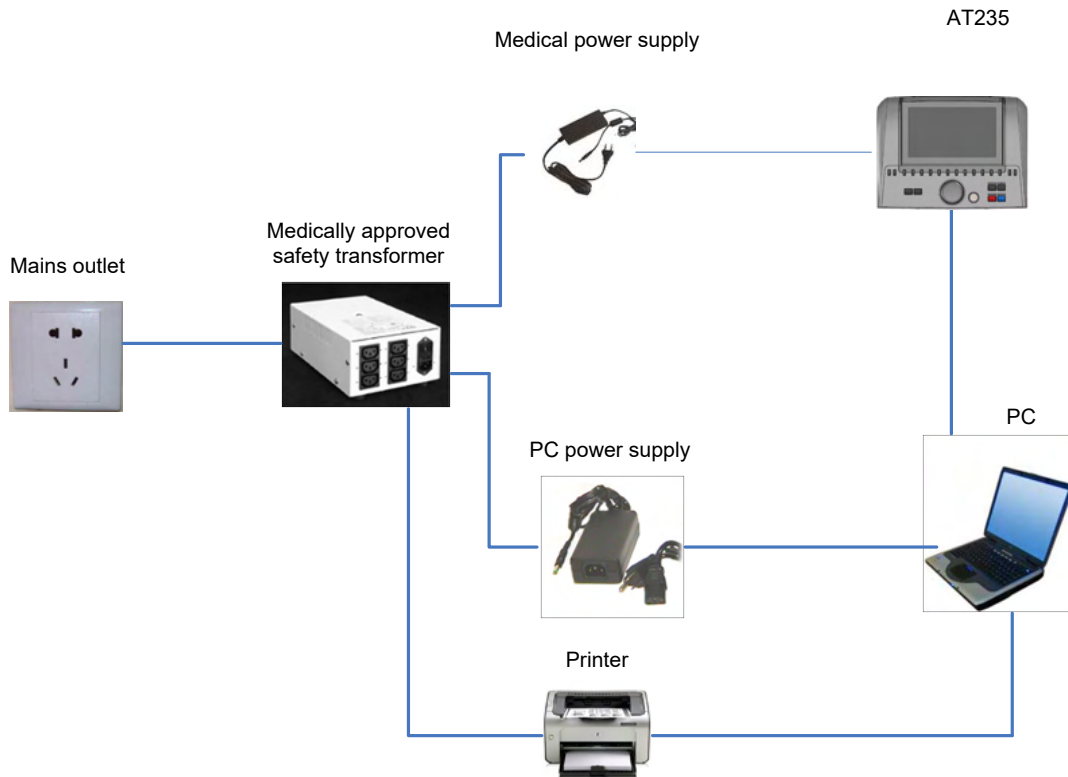 AT235
Medical power supply
Medically approved
safety transformer
Mains outlet
PC
PC power supply
Printer